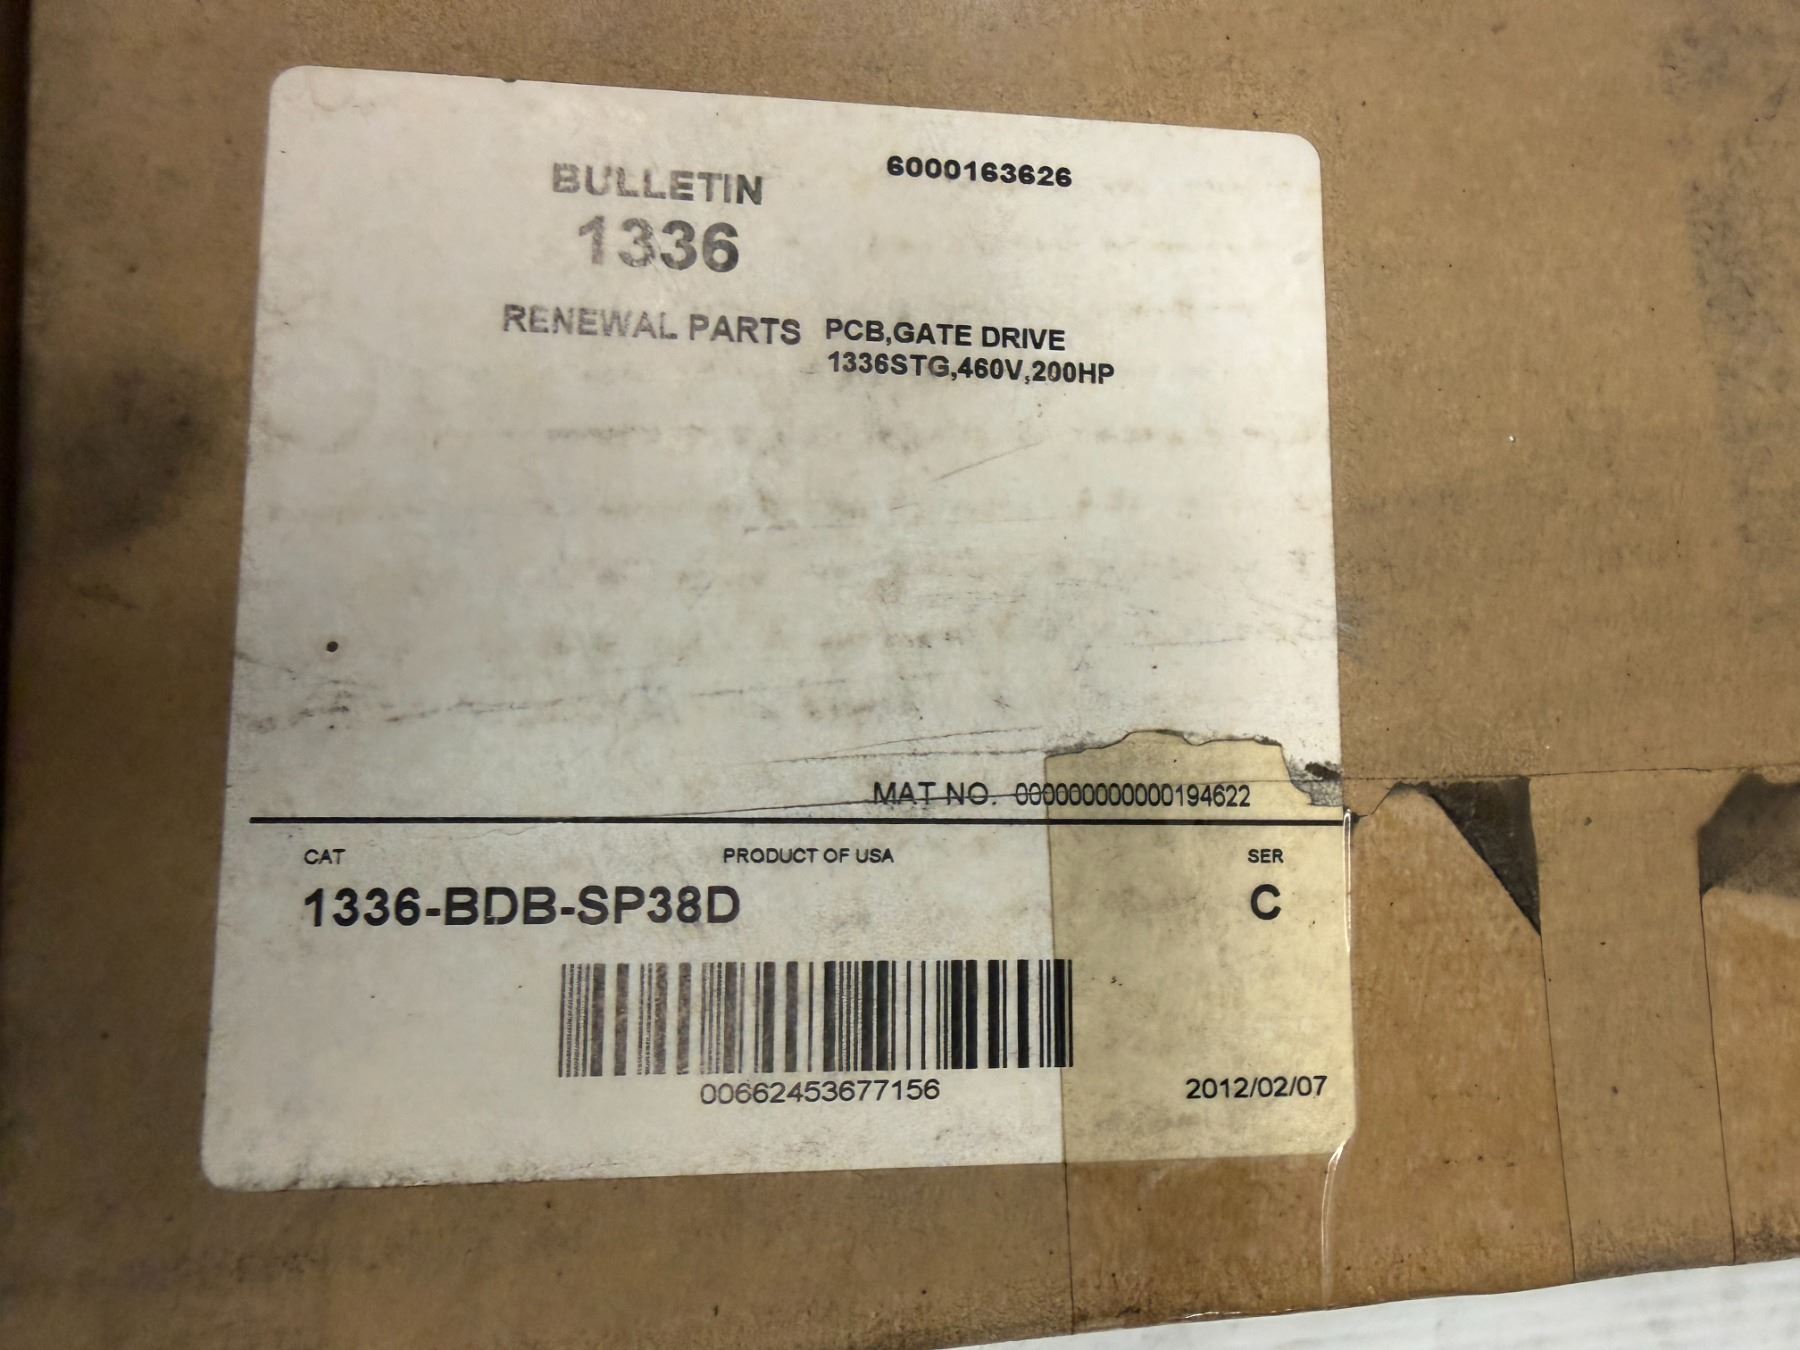 BULLETIN
1336
6000163626
RENEWAL PARTS
PCB,GATE DRIVE
1336STG,460V,200HP
MAT NO. 000000000000194622
CAT
PRODUCT OF USA
SER
1336-BDB-SP38D
C
00662453677156
2012/02/07